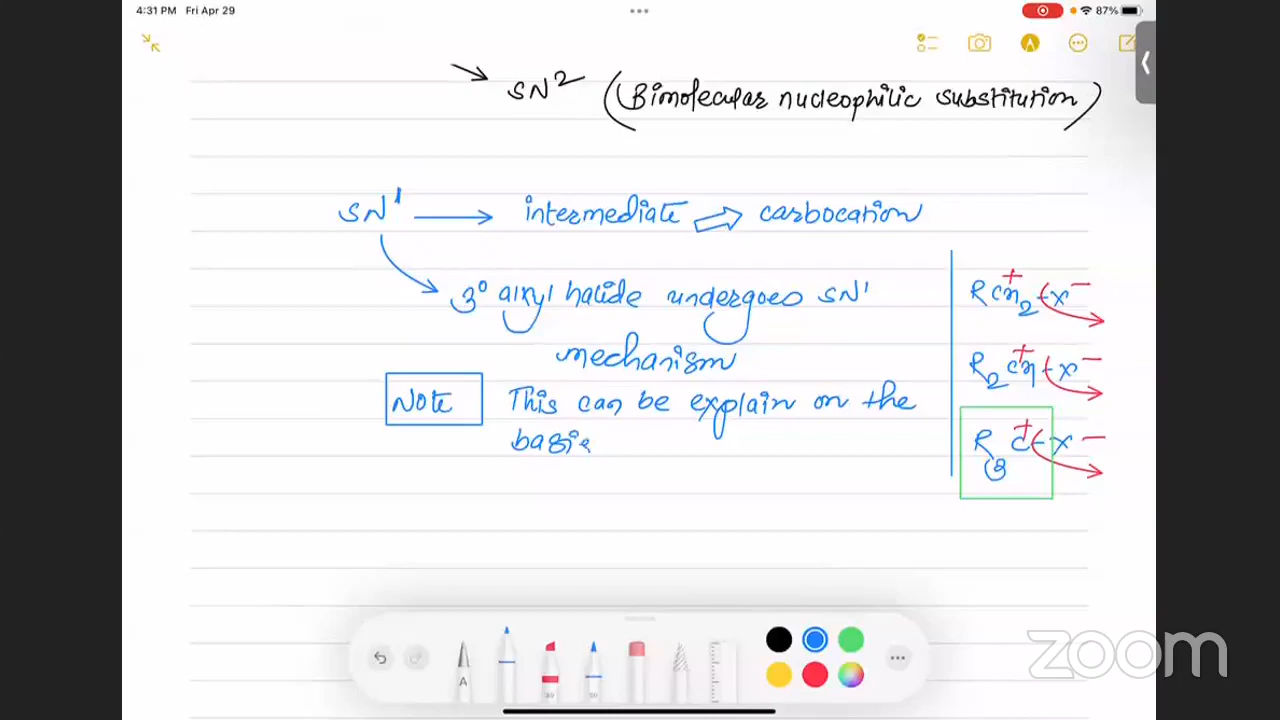 4:31 PM Fri Apr 29
87%
SN2 (Bimolecular nucleophilic substitution)
SN1 → intermediate ⇒ carbocation
3° alkyl halide undergoes SN1
mechanism
Note This can be explain on the
basis
RCH2+ -X-
R2CH+ -X-
R3C+ -X-
A
zoom